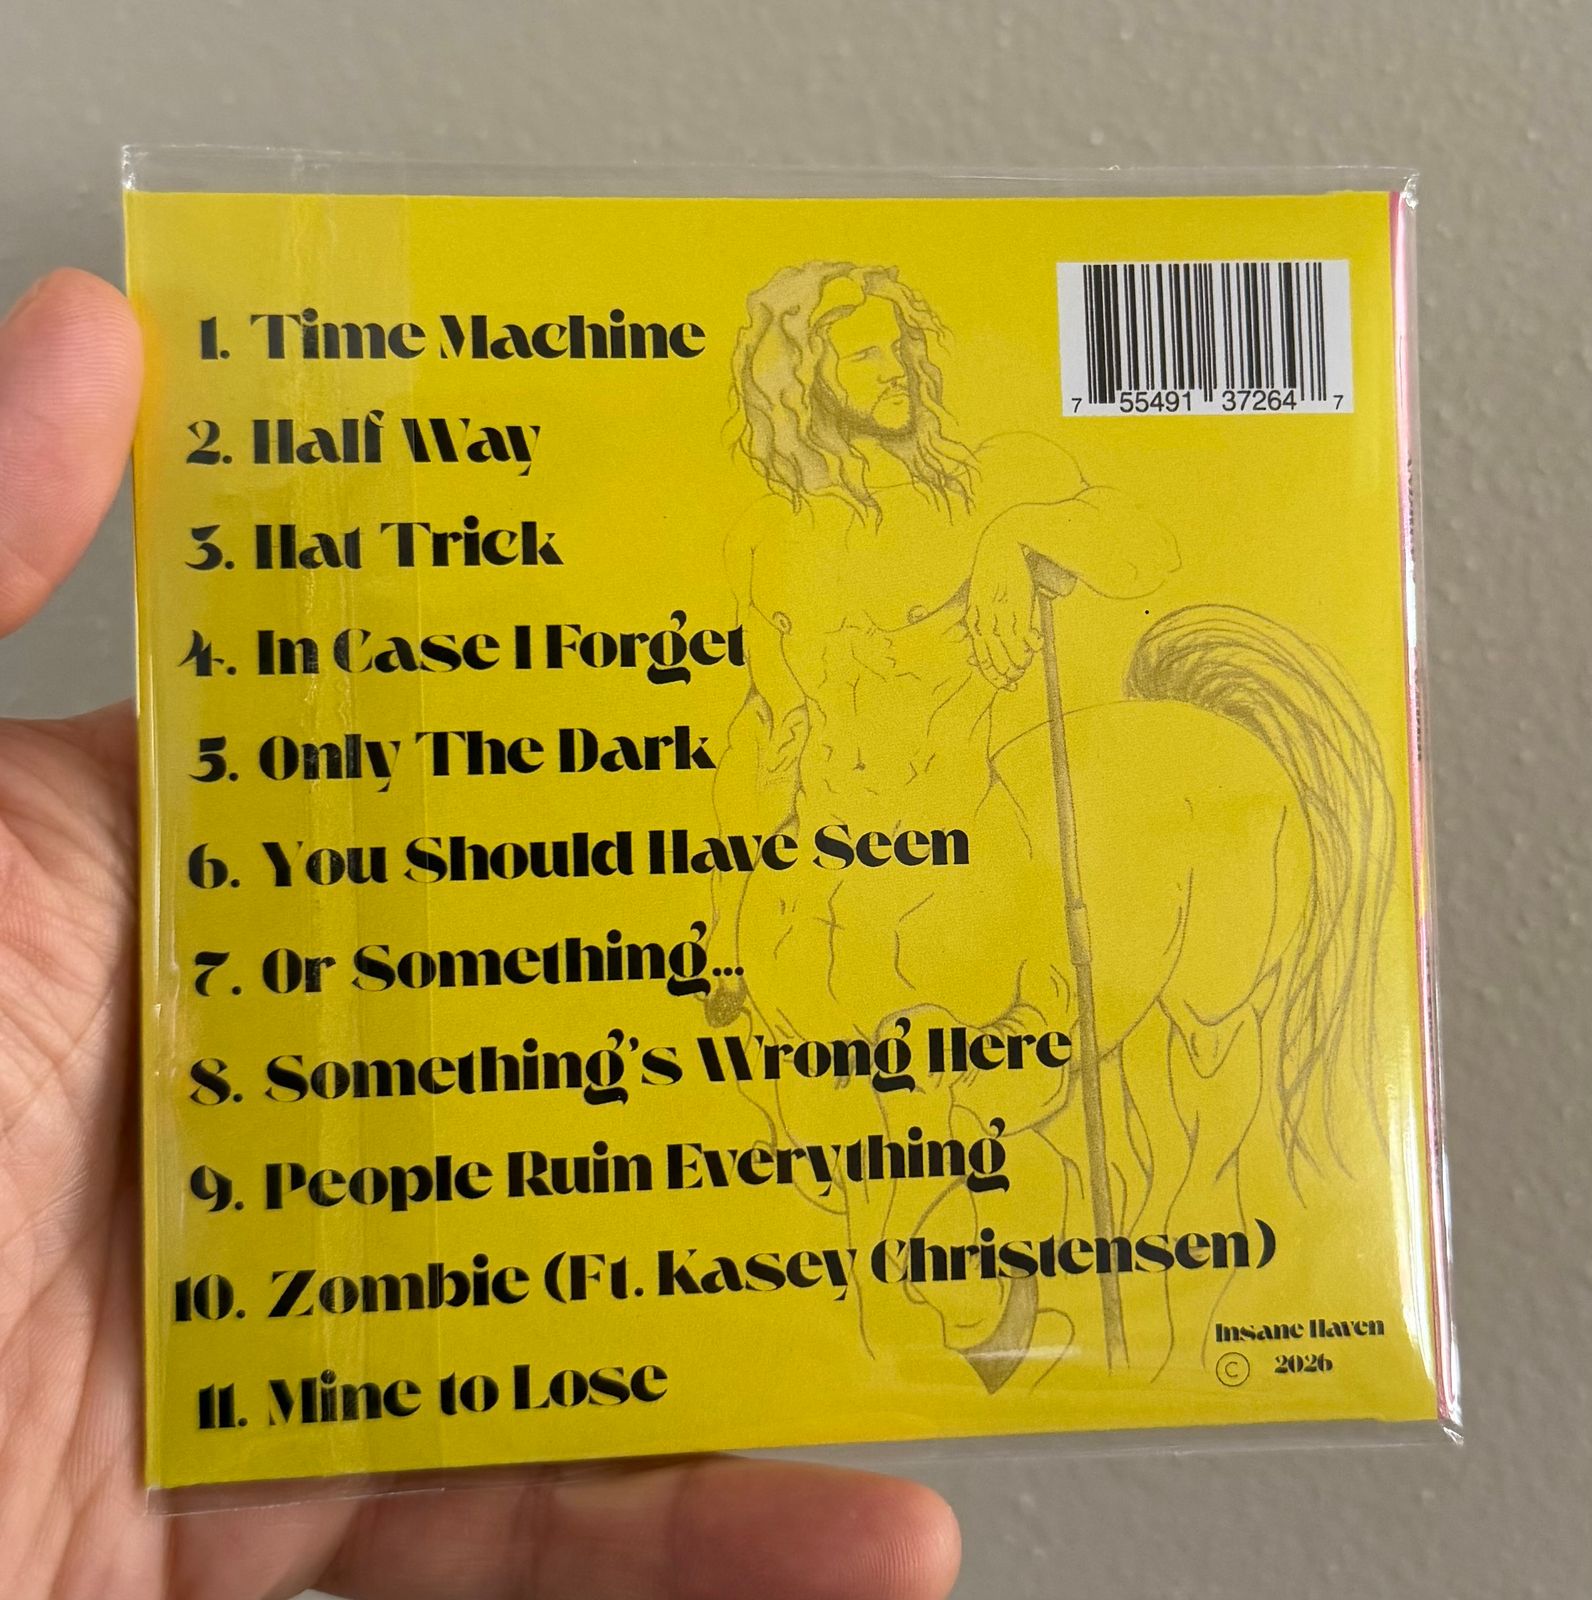 1. Time Machine
2. Half Way
3. Hat Trick
4. In Case I Forget
5. Only The Dark
6. You Should Have Seen
7. Or Something...
8. Something's Wrong Here
9. People Ruin Everything
10. Zombie (Ft. Kasey Christensen)
11. Mine to Lose
7 55491 37264 7
Insane Haven
© 2026